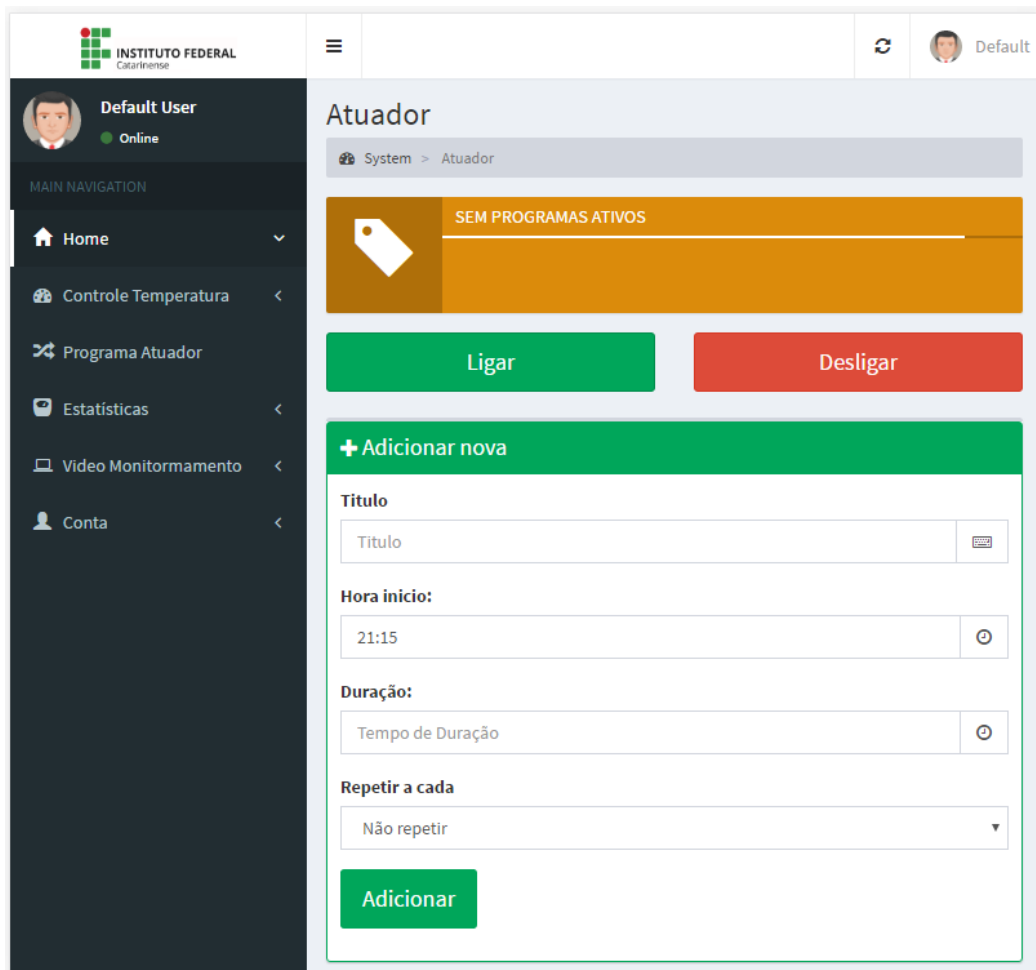 INSTITUTO FEDERAL
Catarinense
Default
Default User
Online
MAIN NAVIGATION
Home
Controle Temperatura
Programa Atuador
Estatísticas
Video Monitormamento
Conta
Atuador
System > Atuador
SEM PROGRAMAS ATIVOS
Ligar
Desligar
Adicionar nova
Titulo
Titulo
Hora inicio:
21:15
Duração:
Tempo de Duração
Repetir a cada
Não repetir
Adicionar